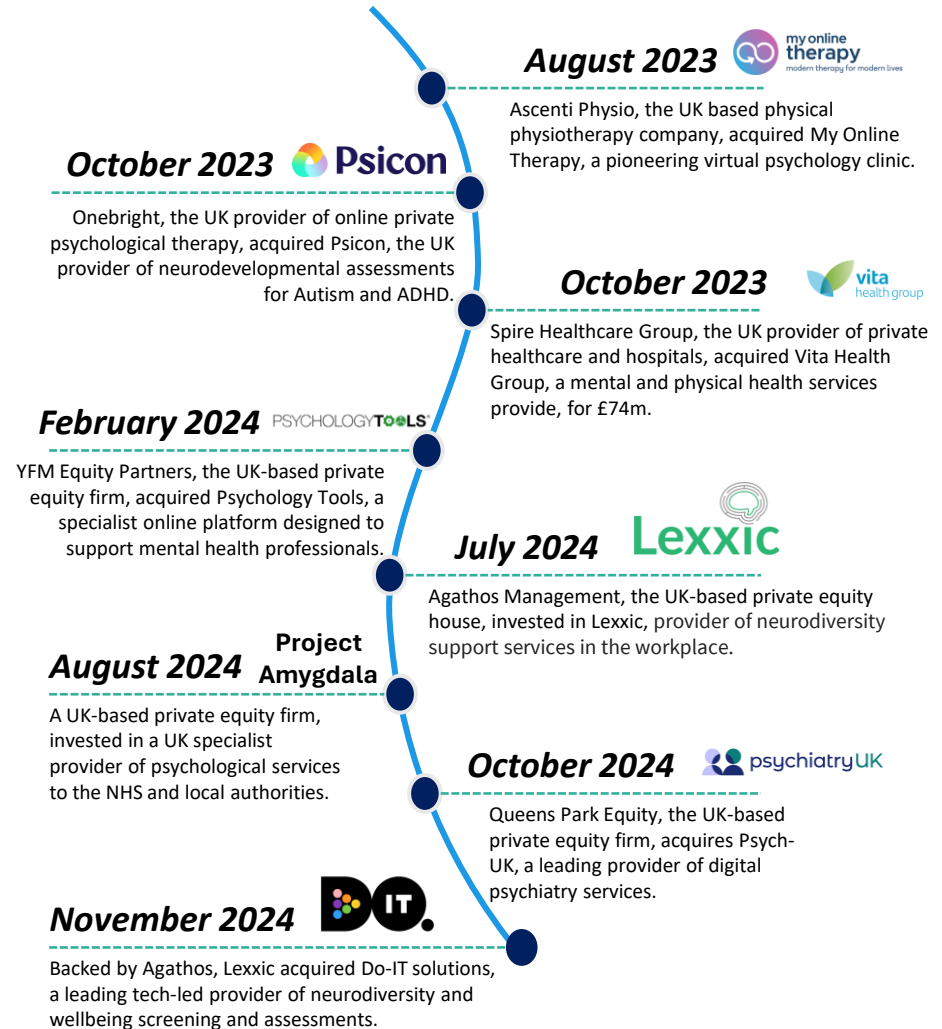 August 2023
my online
therapy
modern therapy for modern lives
Ascenti Physio, the UK based physical
physiotherapy company, acquired My Online
Therapy, a pioneering virtual psychology clinic.
October 2023
Psicon
Onebright, the UK provider of online private
psychological therapy, acquired Psicon, the UK
provider of neurodevelopmental assessments
for Autism and ADHD.
October 2023
vita
health group
Spire Healthcare Group, the UK provider of private
healthcare and hospitals, acquired Vita Health
Group, a mental and physical health services
provide, for £74m.
February 2024
PSYCHOLOGYTOOLS®
YFM Equity Partners, the UK-based private
equity firm, acquired Psychology Tools, a
specialist online platform designed to
support mental health professionals.
July 2024
Lexxic
Agathos Management, the UK-based private equity
house, invested in Lexxic, provider of neurodiversity
support services in the workplace.
August 2024
Project
Amygdala
A UK-based private equity firm,
invested in a UK specialist
provider of psychological services
to the NHS and local authorities.
October 2024
psychiatryUK
Queens Park Equity, the UK-based
private equity firm, acquires Psych-
UK, a leading provider of digital
psychiatry services.
November 2024
DO IT.
Backed by Agathos, Lexxic acquired Do-IT solutions,
a leading tech-led provider of neurodiversity and
wellbeing screening and assessments.